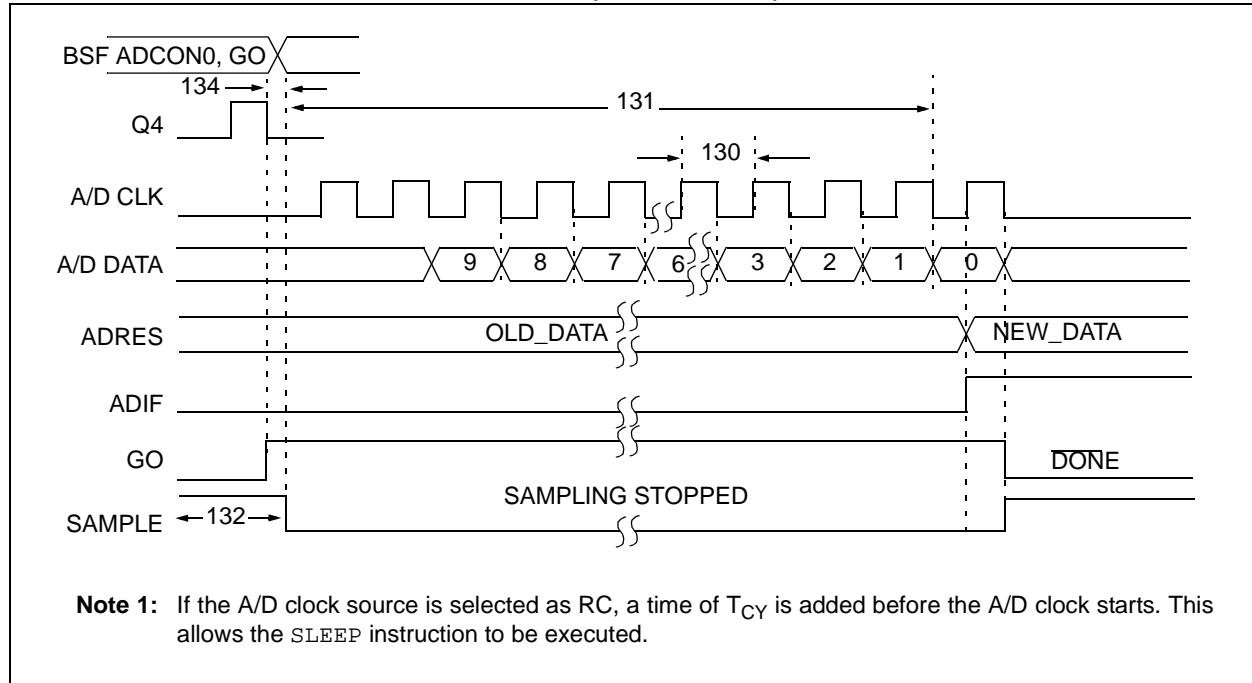 BSF ADCON0, GO
134
131
Q4
130
A/D CLK
A/D DATA 9 8 7 6 3 2 1 0
ADRES OLD_DATA NEW_DATA
ADIF
GO DONE
SAMPLING STOPPED
SAMPLE 132
Note 1: If the A/D clock source is selected as RC, a time of TCY is added before the A/D clock starts. This
allows the SLEEP instruction to be executed.